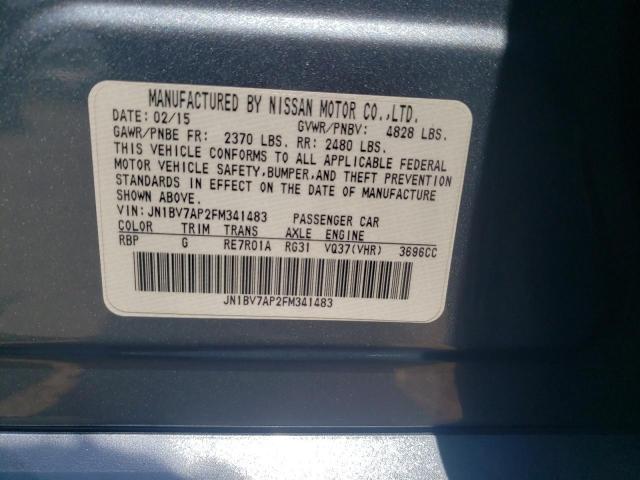 MANUFACTURED BY NISSAN MOTOR CO.,LTD.
DATE: 02/15 GVWR/PNBV: 4828 LBS.
GAWR/PNBE FR: 2370 LBS. RR: 2480 LBS.
THIS VEHICLE CONFORMS TO ALL APPLICABLE FEDERAL
MOTOR VEHICLE SAFETY,BUMPER,AND THEFT PREVENTION
STANDARDS IN EFFECT ON THE DATE OF MANUFACTURE
SHOWN ABOVE.
VIN: JN1BV7AP2FM341483 PASSENGER CAR
COLOR TRIM TRANS AXLE ENGINE
RBP G RE7R01A RG31 VQ37(VHR) 3696CC
JN1BV7AP2FM341483